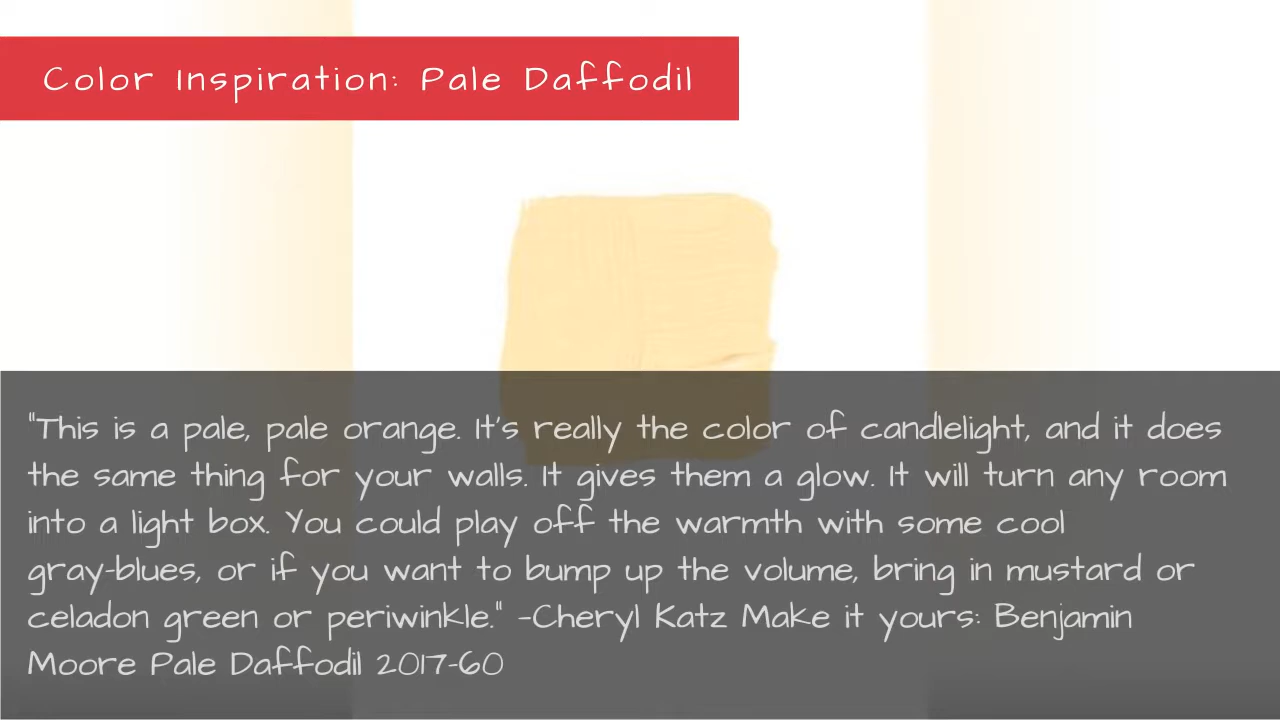 Color Inspiration: Pale Daffodil
"This is a pale, pale orange. It's really the color of candlelight, and it does
the same thing for your walls. It gives them a glow. It will turn any room
into a light box. You could play off the warmth with some cool
gray-blues, or if you want to bump up the volume, bring in mustard or
celadon green or periwinkle." -Cheryl Katz Make it yours: Benjamin
Moore Pale Daffodil 2017-60